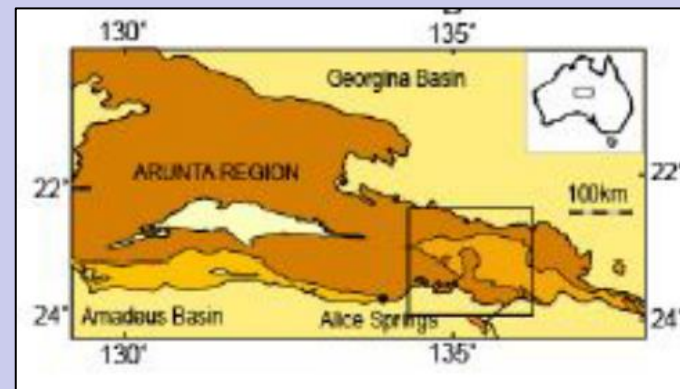 130° 135°
Georgina Basin
ARUNTA REGION
22° 22°
100km
Amadeus Basin Alice Springs
24° 24°
130° 135°